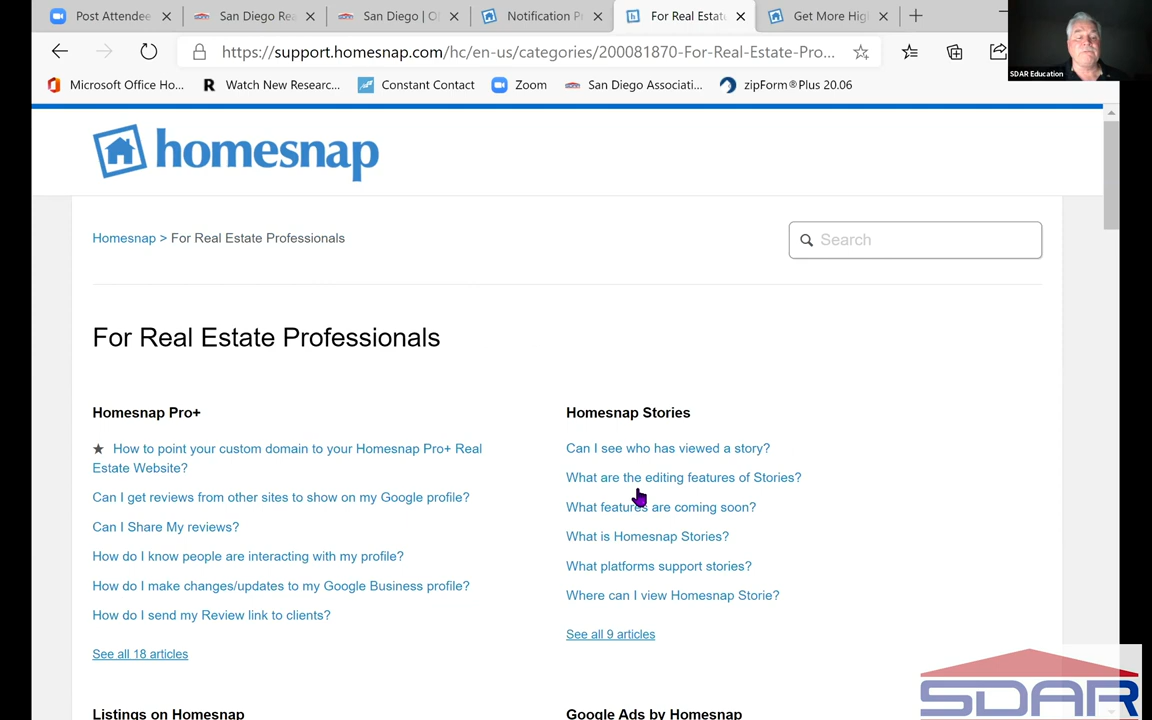 Post Attendee
San Diego Rea
San Diego | O
Notification P
For Real Estat
Get More High
https://support.homesnap.com/hc/en-us/categories/200081870-For-Real-Estate-Pro...
SDAR Education
Microsoft Office Ho...
Watch New Researc...
Constant Contact
Zoom
San Diego Associati...
zipForm®Plus 20.06
homesnap
Homesnap > For Real Estate Professionals
Search
For Real Estate Professionals
Homesnap Pro+
★ How to point your custom domain to your Homesnap Pro+ Real
Estate Website?
Can I get reviews from other sites to show on my Google profile?
Can I Share My reviews?
How do I know people are interacting with my profile?
How do I make changes/updates to my Google Business profile?
How do I send my Review link to clients?
See all 18 articles
Homesnap Stories
Can I see who has viewed a story?
What are the editing features of Stories?
What features are coming soon?
What is Homesnap Stories?
What platforms support stories?
Where can I view Homesnap Storie?
See all 9 articles
Listings on Homesnap
Google Ads by Homesnap
SDAR